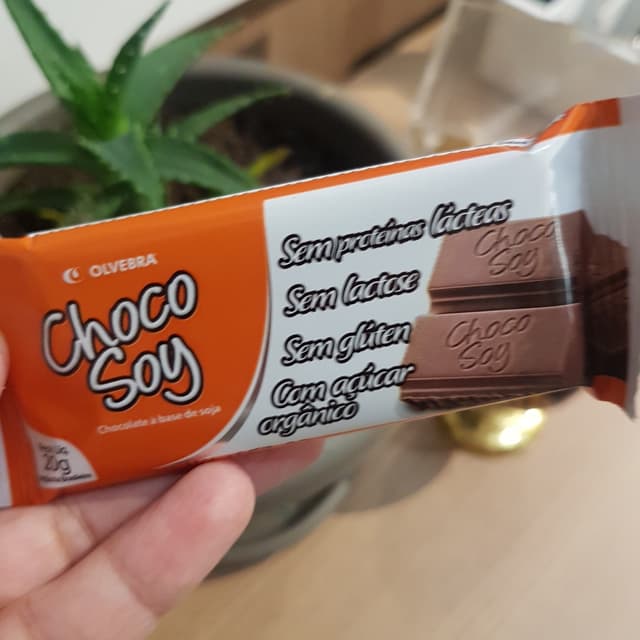 OLVEBRA
Choco
Soy
Chocolate à base de soja
20g
Sem proteínas lácteas
Sem lactose
Sem glúten
Com açúcar
orgânico
Choco
Soy
Choco
Soy